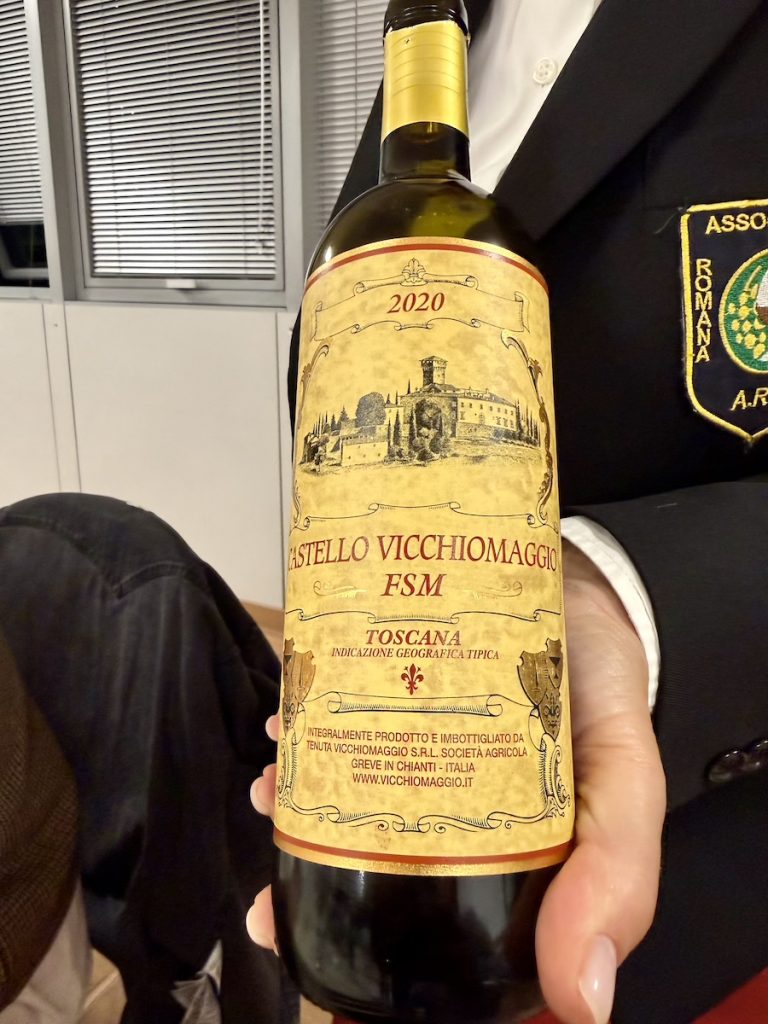 2020
CASTELLO VICCHIOMAGGIO
FSM
TOSCANA
INDICAZIONE GEOGRAFICA TIPICA
INTEGRALMENTE PRODOTTO E IMBOTTIGLIATO DA
TENUTA VICCHIOMAGGIO S.R.L. SOCIETÀ AGRICOLA
GREVE IN CHIANTI - ITALIA
WWW.VICCHIOMAGGIO.IT
ASSO
ROMANA
A.R